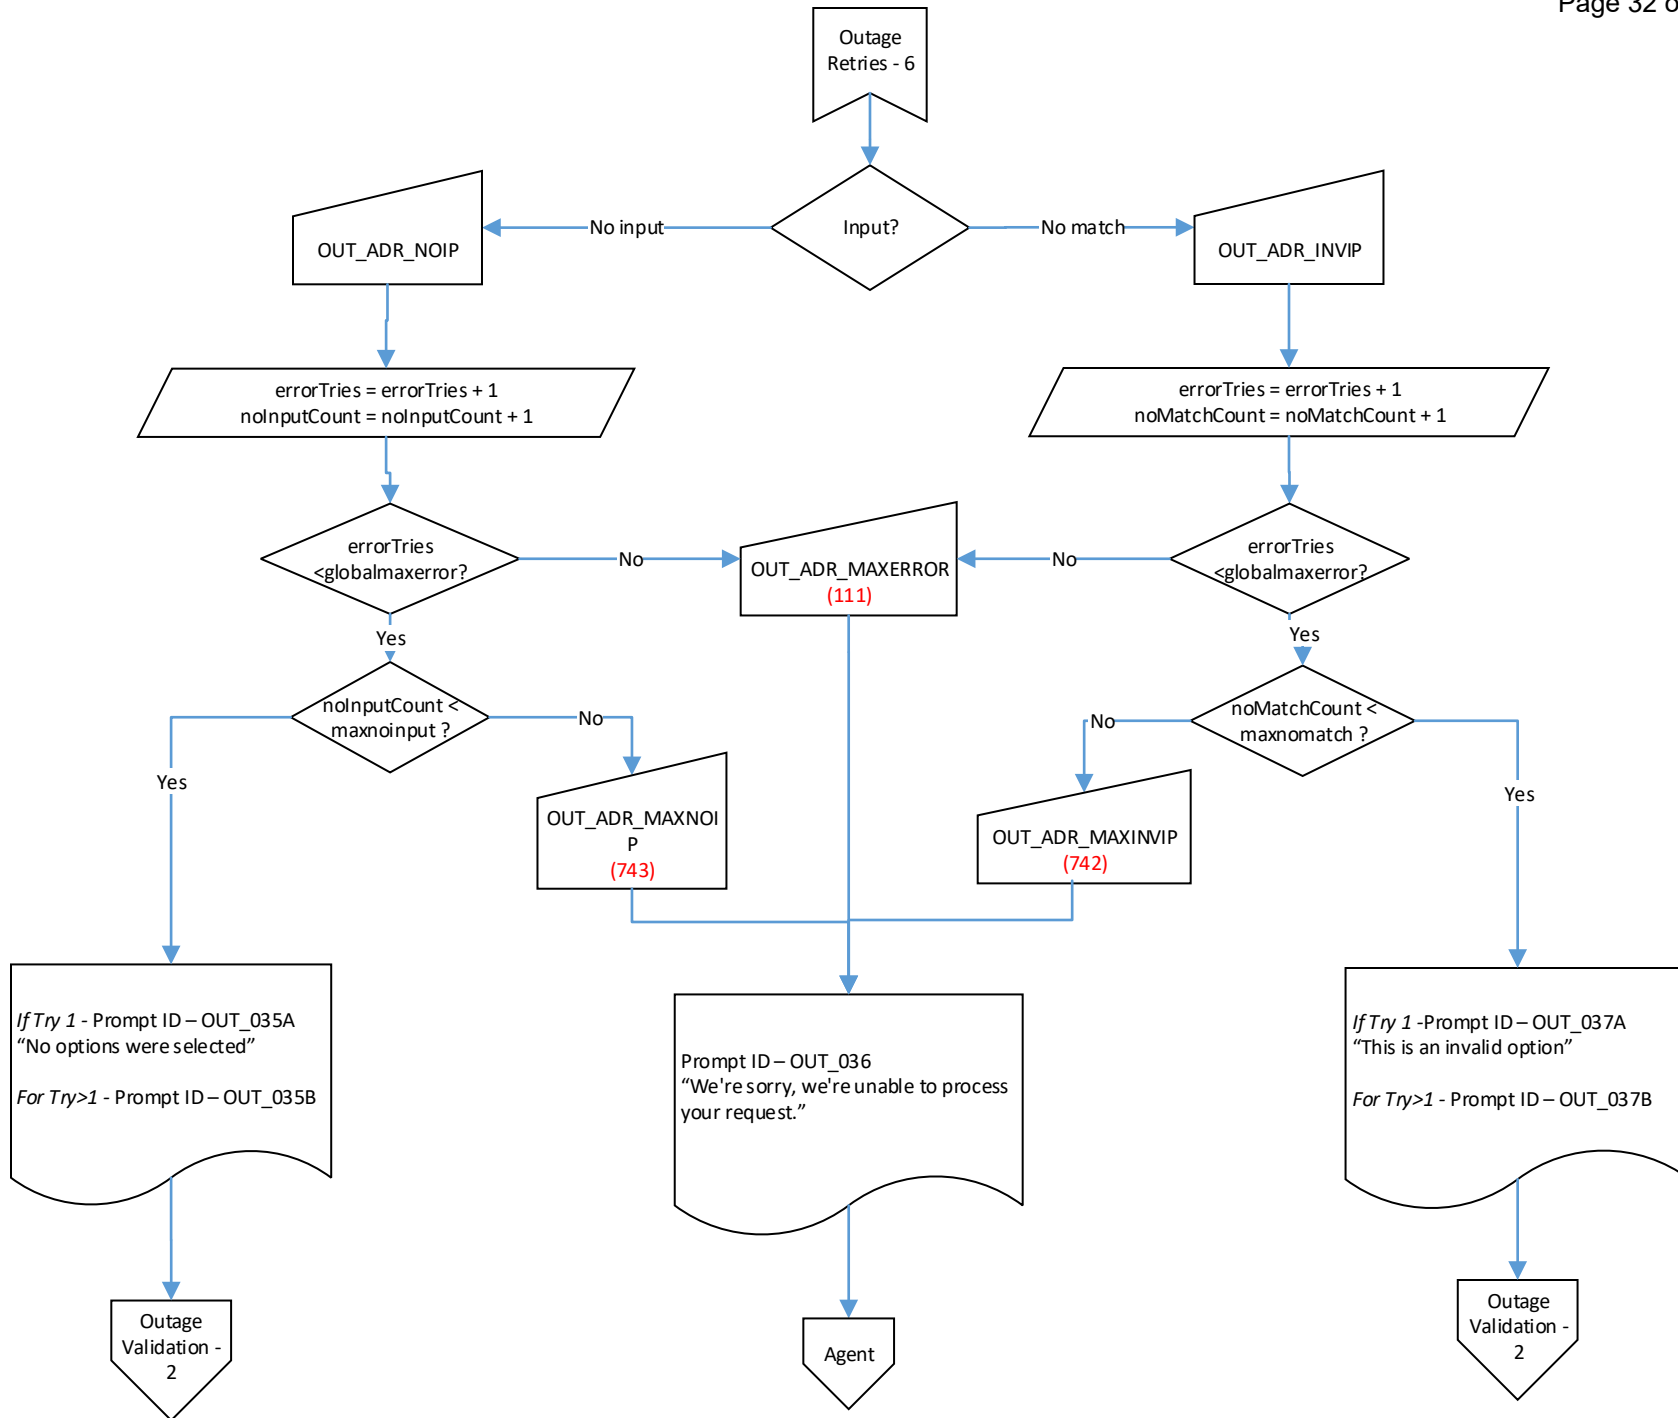 Page 32 o
Outage
Retries - 6
Input?
No input
No match
OUT_ADR_NOIP
OUT_ADR_INVIP
errorTries = errorTries + 1
noInputCount = noInputCount + 1
errorTries = errorTries + 1
noMatchCount = noMatchCount + 1
errorTries
<globalmaxerror?
No
OUT_ADR_MAXERROR
(111)
No
errorTries
<globalmaxerror?
Yes
Yes
noInputCount <
maxnoinput ?
No
No
noMatchCount <
maxnomatch ?
Yes
Yes
OUT_ADR_MAXNOI
P
(743)
OUT_ADR_MAXINVIP
(742)
If Try 1 - Prompt ID – OUT_035A
“No options were selected”
For Try>1 - Prompt ID – OUT_035B
Prompt ID – OUT_036
“We're sorry, we're unable to process
your request.”
If Try 1 -Prompt ID – OUT_037A
“This is an invalid option”
For Try>1 - Prompt ID – OUT_037B
Outage
Validation -
2
Agent
Outage
Validation -
2